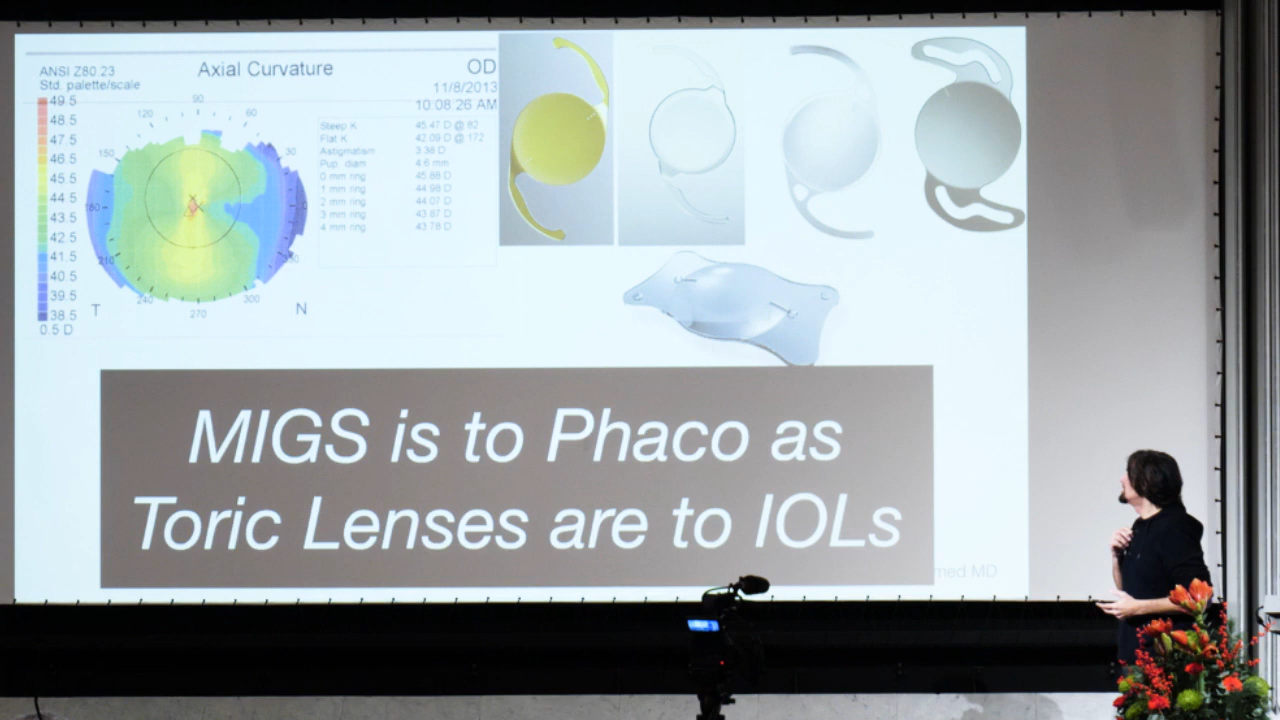 ANSI Z80.23
Std. palette/scale
Axial Curvature
OD
11/8/2013
10:08:26 AM
49.5
48.5
47.5
46.5
45.5
44.5
43.5
42.5
41.5
40.5
39.5
38.5
0.5 D
90
120
60
150
30
180
210
240
300
270
T
N
Steep K 45.47 D @ 82
Flat K 42.09 D @ 172
Astigmatism 3.38 D
Pup. diam 4.6 mm
0 mm ring 45.88 D
1 mm ring 44.98 D
2 mm ring 44.07 D
3 mm ring 43.87 D
4 mm ring 43.78 D
MIGS is to Phaco as
Toric Lenses are to IOLs
med MD